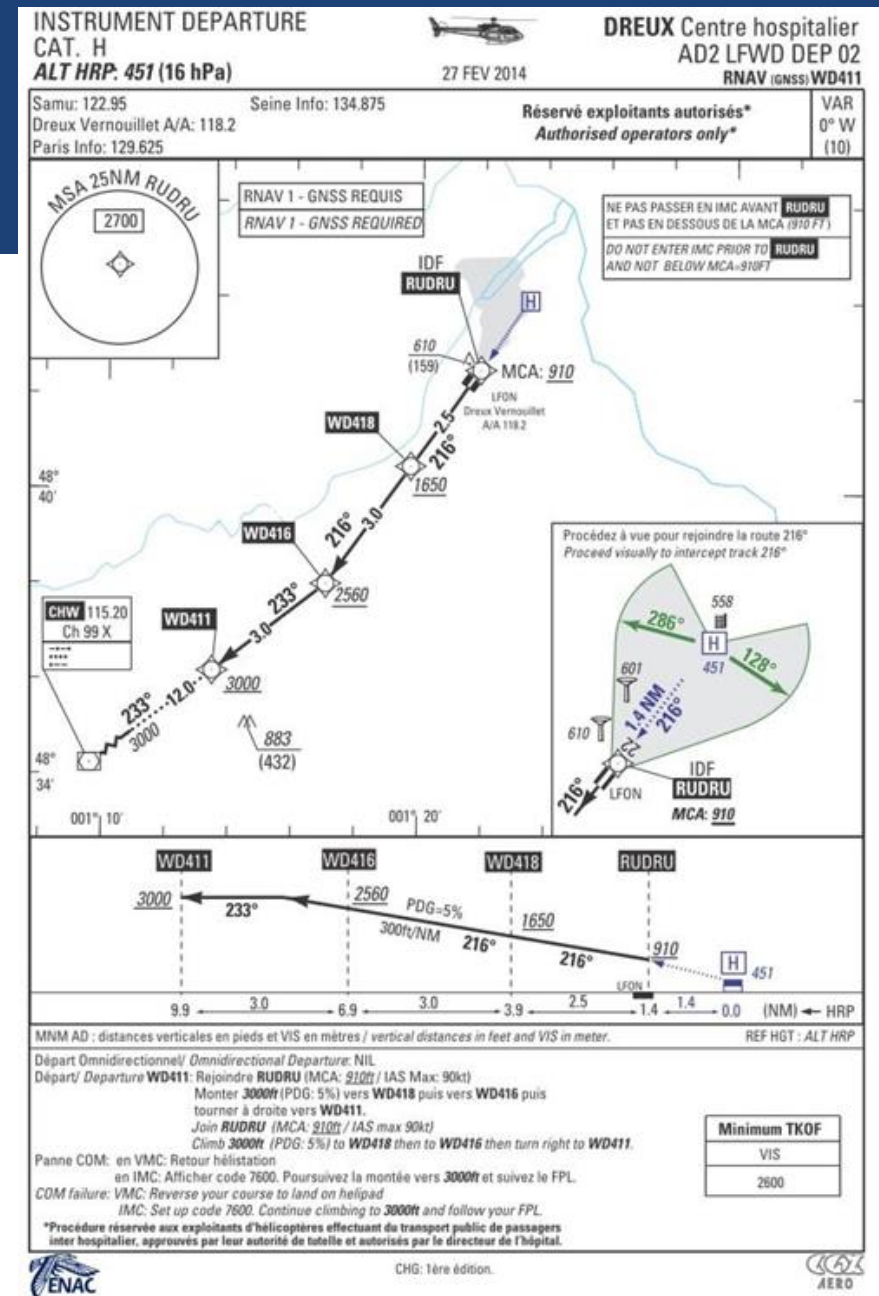 INSTRUMENT DEPARTURE
CAT. H
ALT HRP: 451 (16 hPa)
27 FEV 2014
DREUX Centre hospitalier
AD2 LFWD DEP 02
RNAV (GNSS) WD411
Samu: 122.95
Seine Info: 134.875
Dreux Vernouillet A/A: 118.2
Paris Info: 129.625
Réservé exploitants autorisés*
Authorised operators only*
VAR
0° W
(10)
MSA 25NM RUDRU
2700
RNAV 1 - GNSS REQUIS
RNAV 1 - GNSS REQUIRED
NE PAS PASSER EN IMC AVANT RUDRU
ET PAS EN DESSOUS DE LA MCA (910 FT)
DO NOT ENTER IMC PRIOR TO RUDRU
AND NOT BELOW MCA=910FT
IDF
RUDRU
H
610
(159)
MCA: 910
LFON
Dreux Vernouillet
A/A 118.2
2.5
216°
WD418
1650
48°
40'
216°
3.0
WD416
2560
233°
3.0
CHW 115.20
Ch 99 X
WD411
3000
233°
12.0
3000
883
(432)
48°
34'
001° 10'
001° 20'
Procédez à vue pour rejoindre la route 216°
Proceed visually to intercept track 216°
558
286°
H
451
128°
601
1.4 NM
216°
610
22
IDF
RUDRU
LFON
216°
MCA: 910
WD411
WD416
WD418
RUDRU
3000
233°
2560
PDG=5%
300ft/NM
216°
1650
216°
910
H
451
LFON
9.9
3.0
6.9
3.0
3.9
2.5
1.4
1.4
0.0
(NM)
HRP
MNM AD : distances verticales en pieds et VIS en mètres / vertical distances in feet and VIS in meter.
REF HGT : ALT HRP
Départ Omnidirectionnel/ Omnidirectional Departure: NIL
Départ/ Departure WD411: Rejoindre RUDRU (MCA: 910ft / IAS Max: 90kt)
Monter 3000ft (PDG: 5%) vers WD418 puis vers WD416 puis
tourner à droite vers WD411.
Join RUDRU (MCA: 910ft / IAS max 90kt)
Climb 3000ft (PDG: 5%) to WD418 then to WD416 then turn right to WD411.
Panne COM: en VMC: Retour hélistation
en IMC: Afficher code 7600. Poursuivez la montée vers 3000ft et suivez le FPL.
COM failure: VMC: Reverse your course to land on helipad
IMC: Set up code 7600. Continue climbing to 3000ft and follow your FPL.
*Procédure réservée aux exploitants d'hélicoptères effectuant du transport public de passagers
inter hospitalier, approuvés par leur autorité de tutelle et autorisés par le directeur de l'hôpital.
Minimum TKOF
VIS
2600
ENAC
CHG: 1ère édition.
CGX
AERO